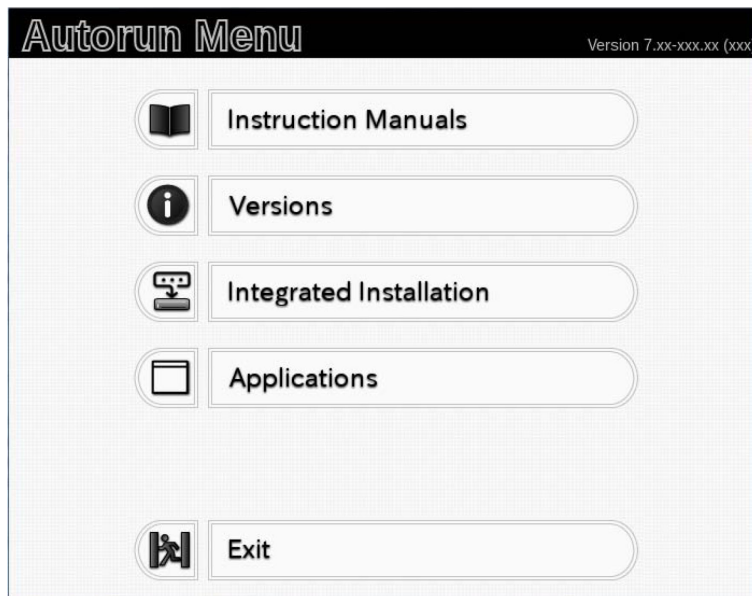 Autorun Menu
Version 7.xx-xxx.xx (xxx
Instruction Manuals
Versions
Integrated Installation
Applications
Exit